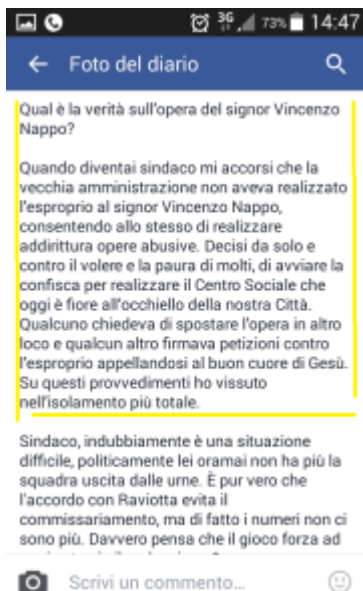 3G 73% 14:47
Foto del diario
Qual è la verità sull'opera del signor Vincenzo
Nappo?
Quando diventai sindaco mi accorsi che la
vecchia amministrazione non aveva realizzato
l'esproprio al signor Vincenzo Nappo,
consentendo allo stesso di realizzare
addirittura opere abusive. Decisi da solo e
contro il volere e la paura di molti, di avviare la
confisca per realizzare il Centro Sociale che
oggi è fiore all'occhiello della nostra Città.
Qualcuno chiedeva di spostare l'opera in altro
loco e qualcun altro firmava petizioni contro
l'esproprio appellandosi al buon cuore di Gesù.
Su questi provvedimenti ho vissuto
nell'isolamento più totale.
Sindaco, indubbiamente è una situazione
difficile, politicamente lei oramai non ha più la
squadra uscita dalle urne. È pur vero che
l'accordo con Raviotta evita il
commissariamento, ma di fatto i numeri non ci
sono più. Davvero pensa che il gioco forza ad
Scrivi un commento...